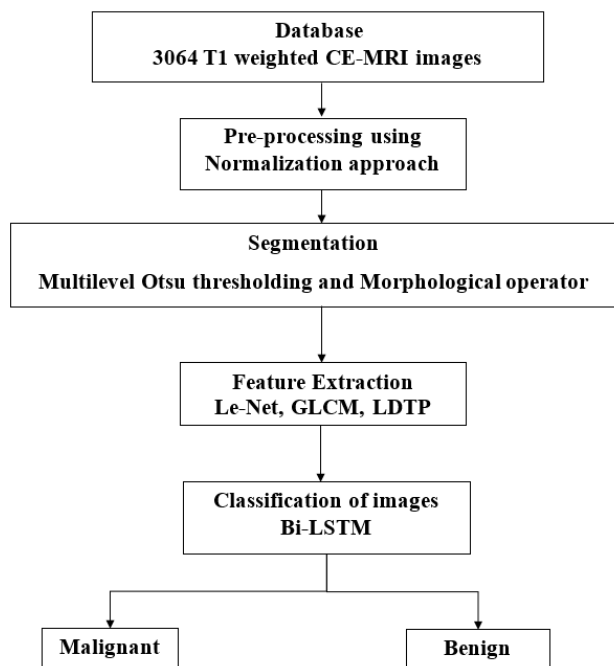 Database
3064 T1 weighted CE-MRI images
Pre-processing using
Normalization approach
Segmentation
Multilevel Otsu thresholding and Morphological operator
Feature Extraction
Le-Net, GLCM, LDTP
Classification of images
Bi-LSTM
Malignant
Benign